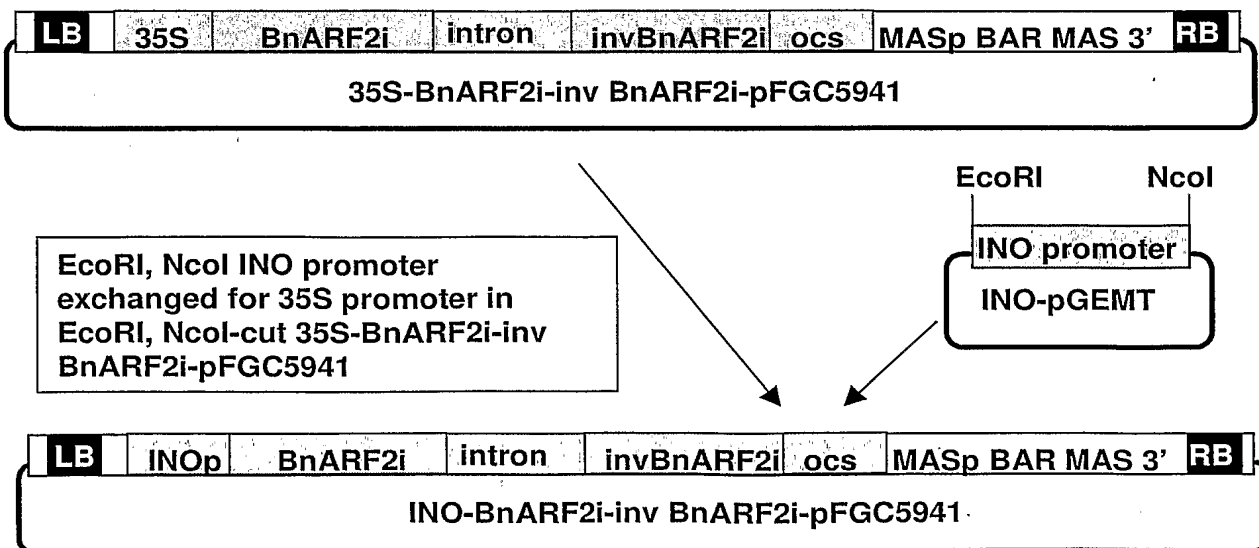 LB 35S BnARF2i intron invBnARF2i ocs MASp BAR MAS 3' RB
35S-BnARF2i-inv BnARF2i-pFGC5941
EcoRI NcoI
INO promoter
INO-pGEMT
EcoRI, NcoI INO promoter
exchanged for 35S promoter in
EcoRI, NcoI-cut 35S-BnARF2i-inv
BnARF2i-pFGC5941
LB INOp BnARF2i intron invBnARF2i ocs MASp BAR MAS 3' RB
INO-BnARF2i-inv BnARF2i-pFGC5941